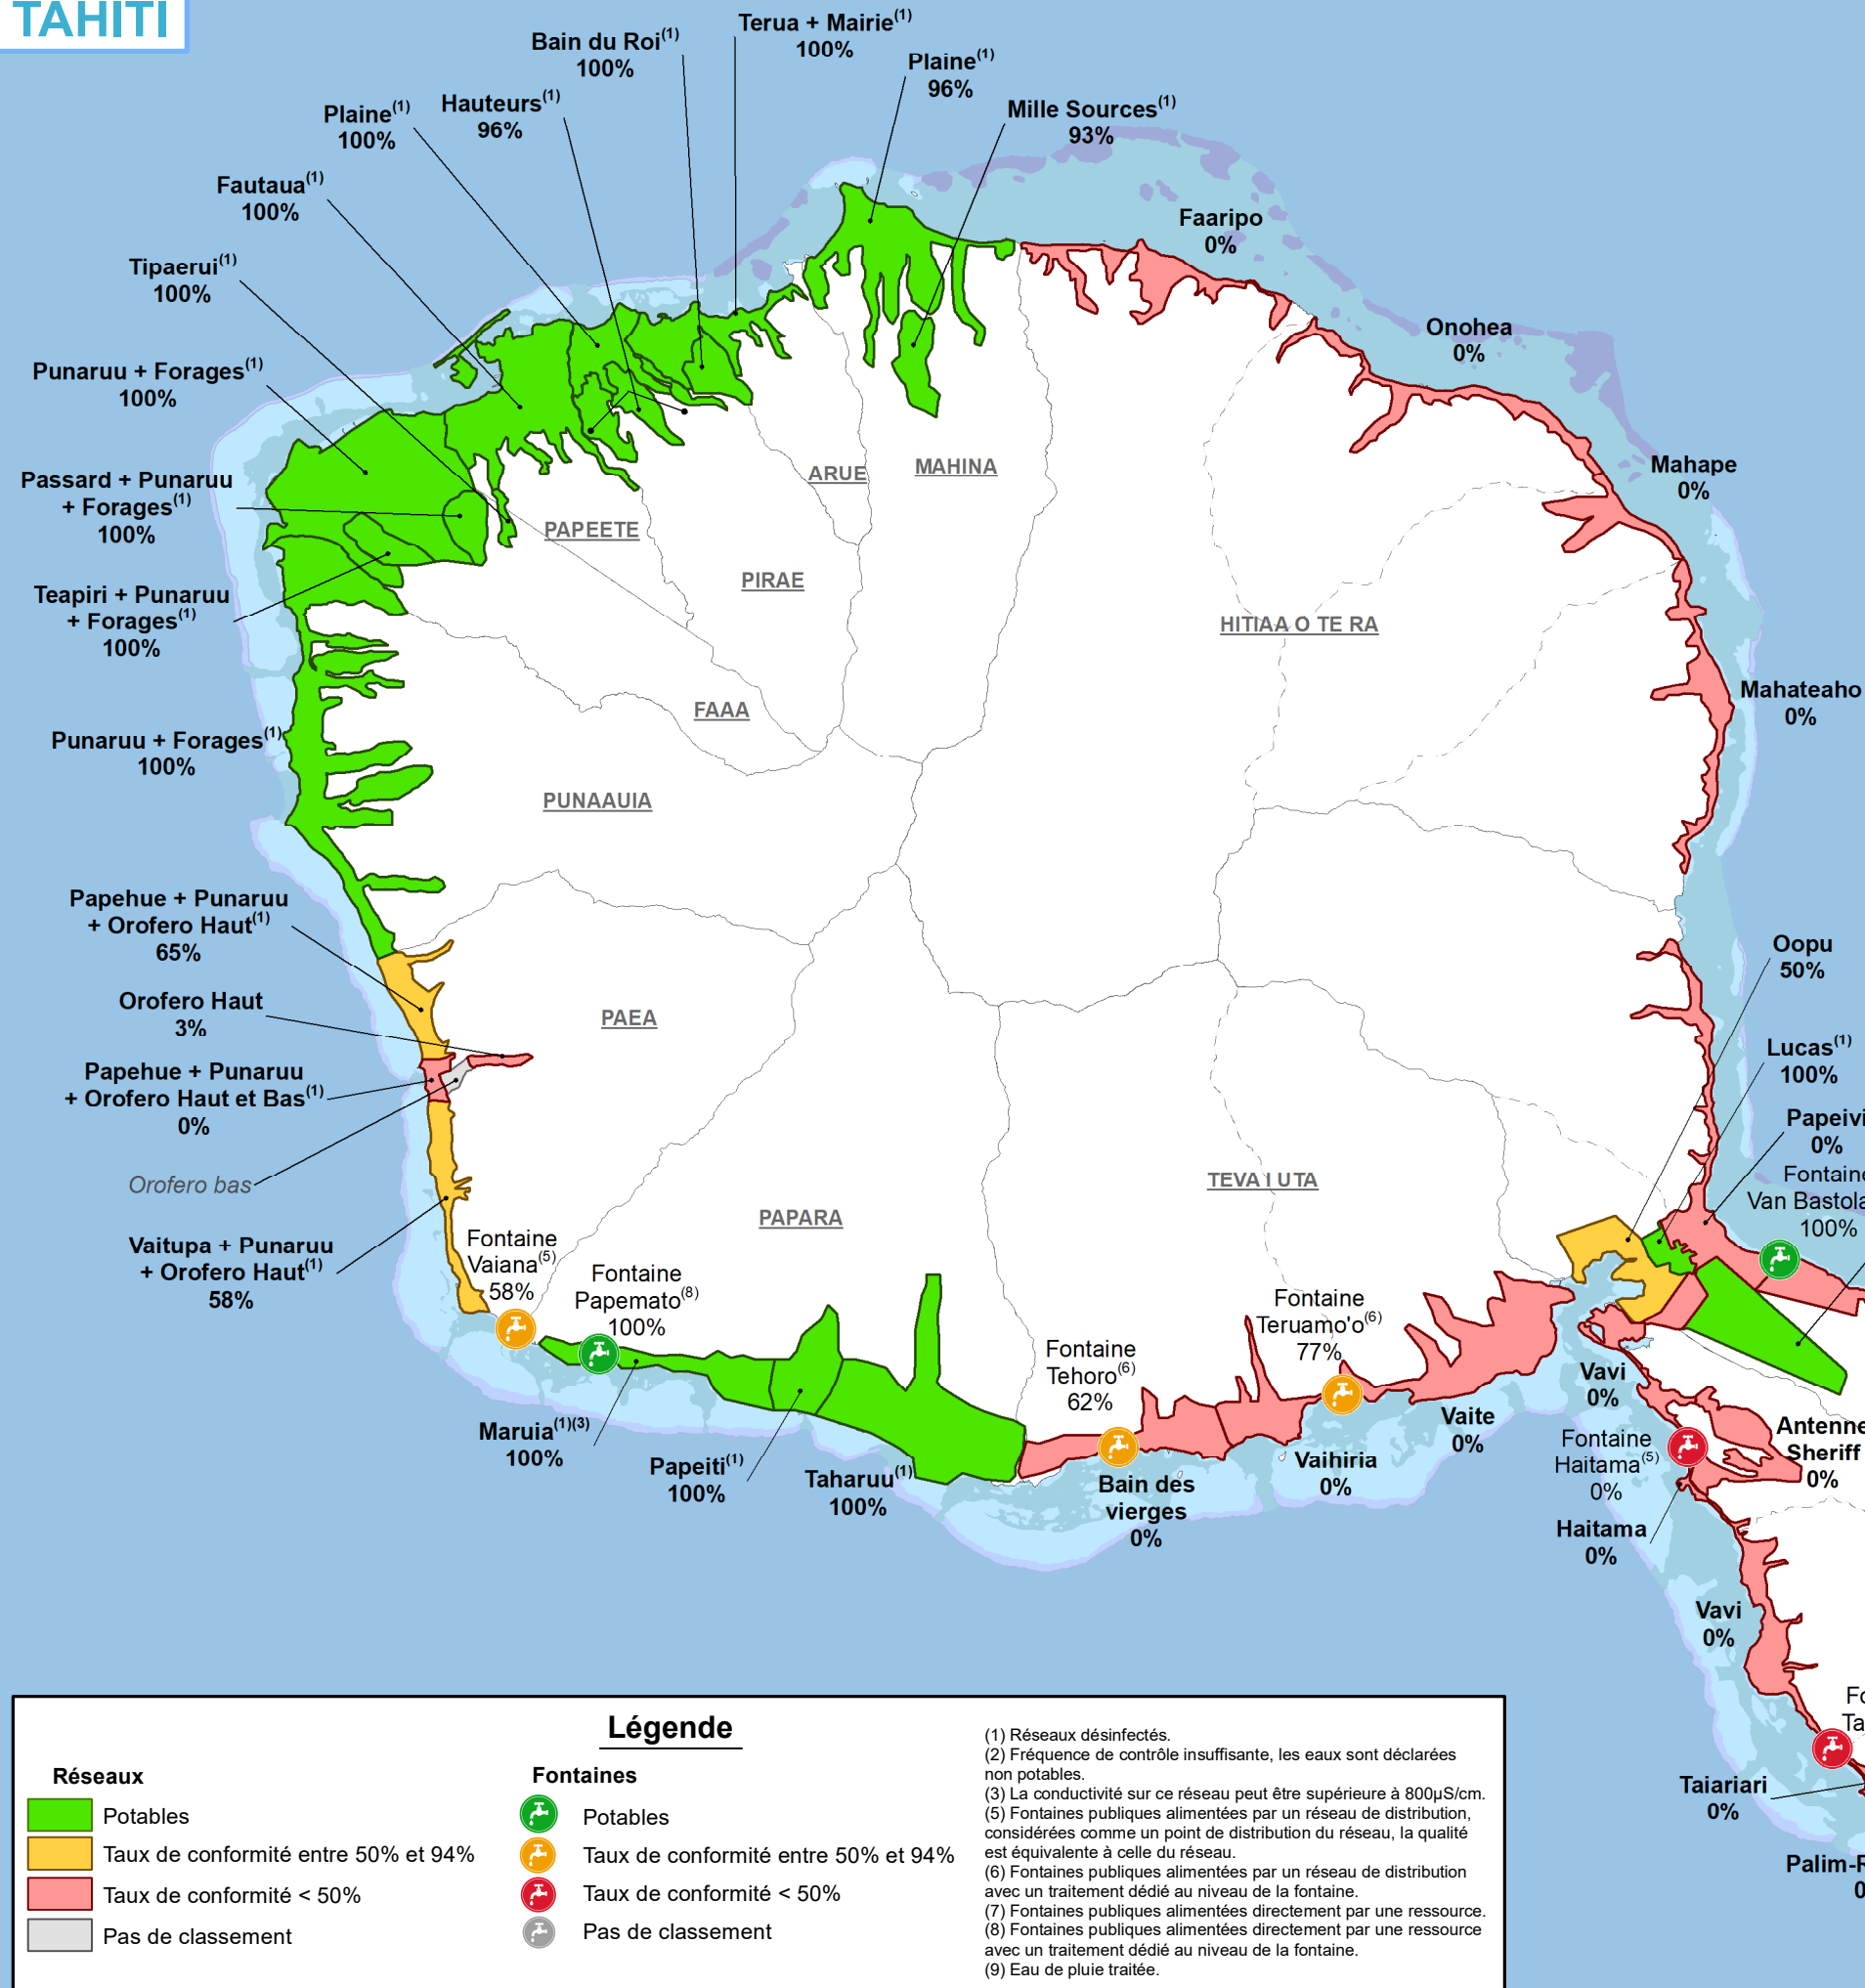 TAHITI
Terua + Mairie(1)
100%
Bain du Roi(1)
100%
Plaine(1)
96%
Hauteurs(1)
96%
Plaine(1)
100%
Mille Sources(1)
93%
Fautaua(1)
100%
Faaripo
0%
Tipaerui(1)
100%
Onohea
0%
Punaruu + Forages(1)
100%
Mahape
0%
Passard + Punaruu
+ Forages(1)
100%
ARUE
MAHINA
PAPEETE
PIRAE
Teapiri + Punaruu
+ Forages(1)
100%
HITIAA O TE RA
Mahateaho
0%
FAAA
Punaruu + Forages(1)
100%
PUNAAUIA
Papehue + Punaruu
+ Orofero Haut(1)
65%
Oopu
50%
Orofero Haut
3%
PAEA
Lucas(1)
100%
Papehue + Punaruu
+ Orofero Haut et Bas(1)
0%
Papeivi
0%
Orofero bas
TEVA I UTA
Fontaine
Van Bastola
100%
PAPARA
Vaitupa + Punaruu
+ Orofero Haut(1)
58%
Fontaine
Vaiana(5)
58%
Fontaine
Papemato(8)
100%
Fontaine
Teruamo'o(6)
77%
Fontaine
Tehoro(6)
62%
Vavi
0%
Maruia(1)(3)
100%
Papeiti(1)
100%
Taharuu(1)
100%
Vaite
0%
Vaihiria
0%
Bain des
vierges
0%
Fontaine
Haitama(5)
0%
Antenne
Sheriff
0%
Haitama
0%
Vavi
0%
Fo
Ta
Taiariari
0%
Palim-R
0
Légende
Réseaux
Potables
Taux de conformité entre 50% et 94%
Taux de conformité < 50%
Pas de classement
Fontaines
Potables
Taux de conformité entre 50% et 94%
Taux de conformité < 50%
Pas de classement
(1) Réseaux désinfectés.
(2) Fréquence de contrôle insuffisante, les eaux sont déclarées
non potables.
(3) La conductivité sur ce réseau peut être supérieure à 800µS/cm.
(5) Fontaines publiques alimentées par un réseau de distribution,
considérées comme un point de distribution du réseau, la qualité
est équivalente à celle du réseau.
(6) Fontaines publiques alimentées par un réseau de distribution
avec un traitement dédié au niveau de la fontaine.
(7) Fontaines publiques alimentées directement par une ressource.
(8) Fontaines publiques alimentées directement par une ressource
avec un traitement dédié au niveau de la fontaine.
(9) Eau de pluie traitée.